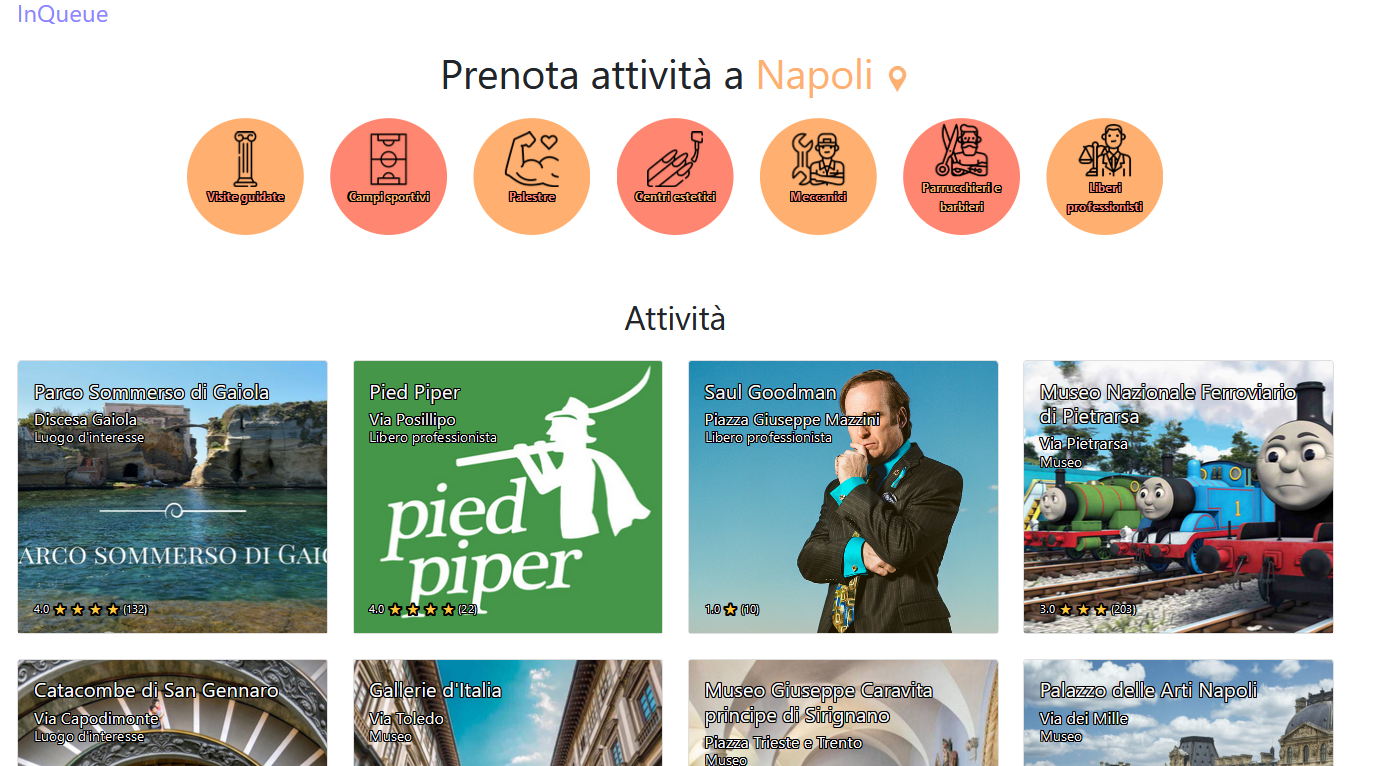 InQueue
Prenota attività a Napoli
Visite guidate
Campi sportivi
Palestre
Centri estetici
Meccanici
Parrucchieri e
barbieri
Liberi
professionisti
Attività
Parco Sommerso di Gaiola
Discesa Gaiola
Luogo d'interesse
ARCO SOMMERSO DI GAIO
4.0 (132)
Pied Piper
Via Posillipo
Libero professionista
pied
piper
4.0 (22)
Saul Goodman
Piazza Giuseppe Mazzini
Libero professionista
1.0 (10)
Museo Nazionale Ferroviario
di Pietrarsa
Via Pietrarsa
Museo
1
3.0 (203)
Catacombe di San Gennaro
Via Capodimonte
Luogo d'interesse
Gallerie d'Italia
Via Toledo
Museo
Museo Giuseppe Caravita
principe di Sirignano
Piazza Trieste e Trento
Museo
Palazzo delle Arti Napoli
Via dei Mille
Museo